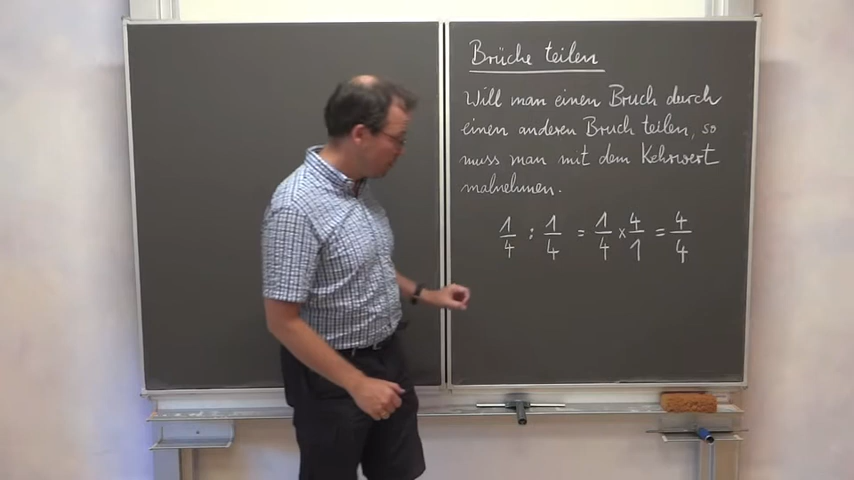 Brüche teilen
Will man einen Bruch durch
einen anderen Bruch teilen, so
muss man mit dem Kehrwert
malnehmen.
1/4 : 1/4 = 1/4 × 4/1 = 4/4